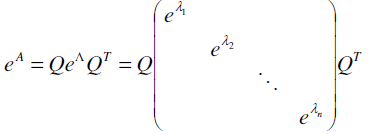 e^A = Qe^Λ Q^T = Q ( e^{λ_1} e^{λ_2} ⋱ e^{λ_n} ) Q^T